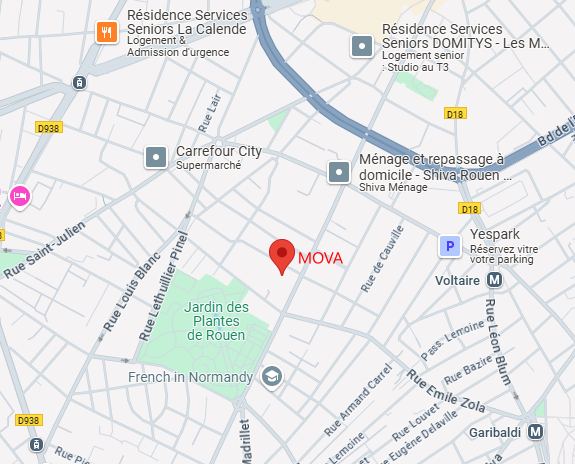 Résidence Services
Seniors La Calende
Logement &
Admission d'urgence
Résidence Services
Seniors DOMITYS - Les M...
Logement senior
: Studio au T3
D938
Rue Lair
D18
Bd de l'
Carrefour City
Supermarché
Ménage et repassage à
domicile - Shiva Rouen ...
Shiva Ménage
D18
Rue Saint-Julien
Rue Louis Blanc
Rue Lethuillier Pinel
MOVA
Rue de Cauville
Yespark
Réservez vitre
votre parking
Voltaire
M
Jardin des
Plantes
de Rouen
Rue Léon Blum
Pass. Lemoine
Rue Bazire
French in Normandy
Rue Emile Zola
Rue Armand Carrel
D938
Madrillet
Rue Louvet
Rue Eugène Delaville
Lemoine
Garibaldi
M
Rue Pi